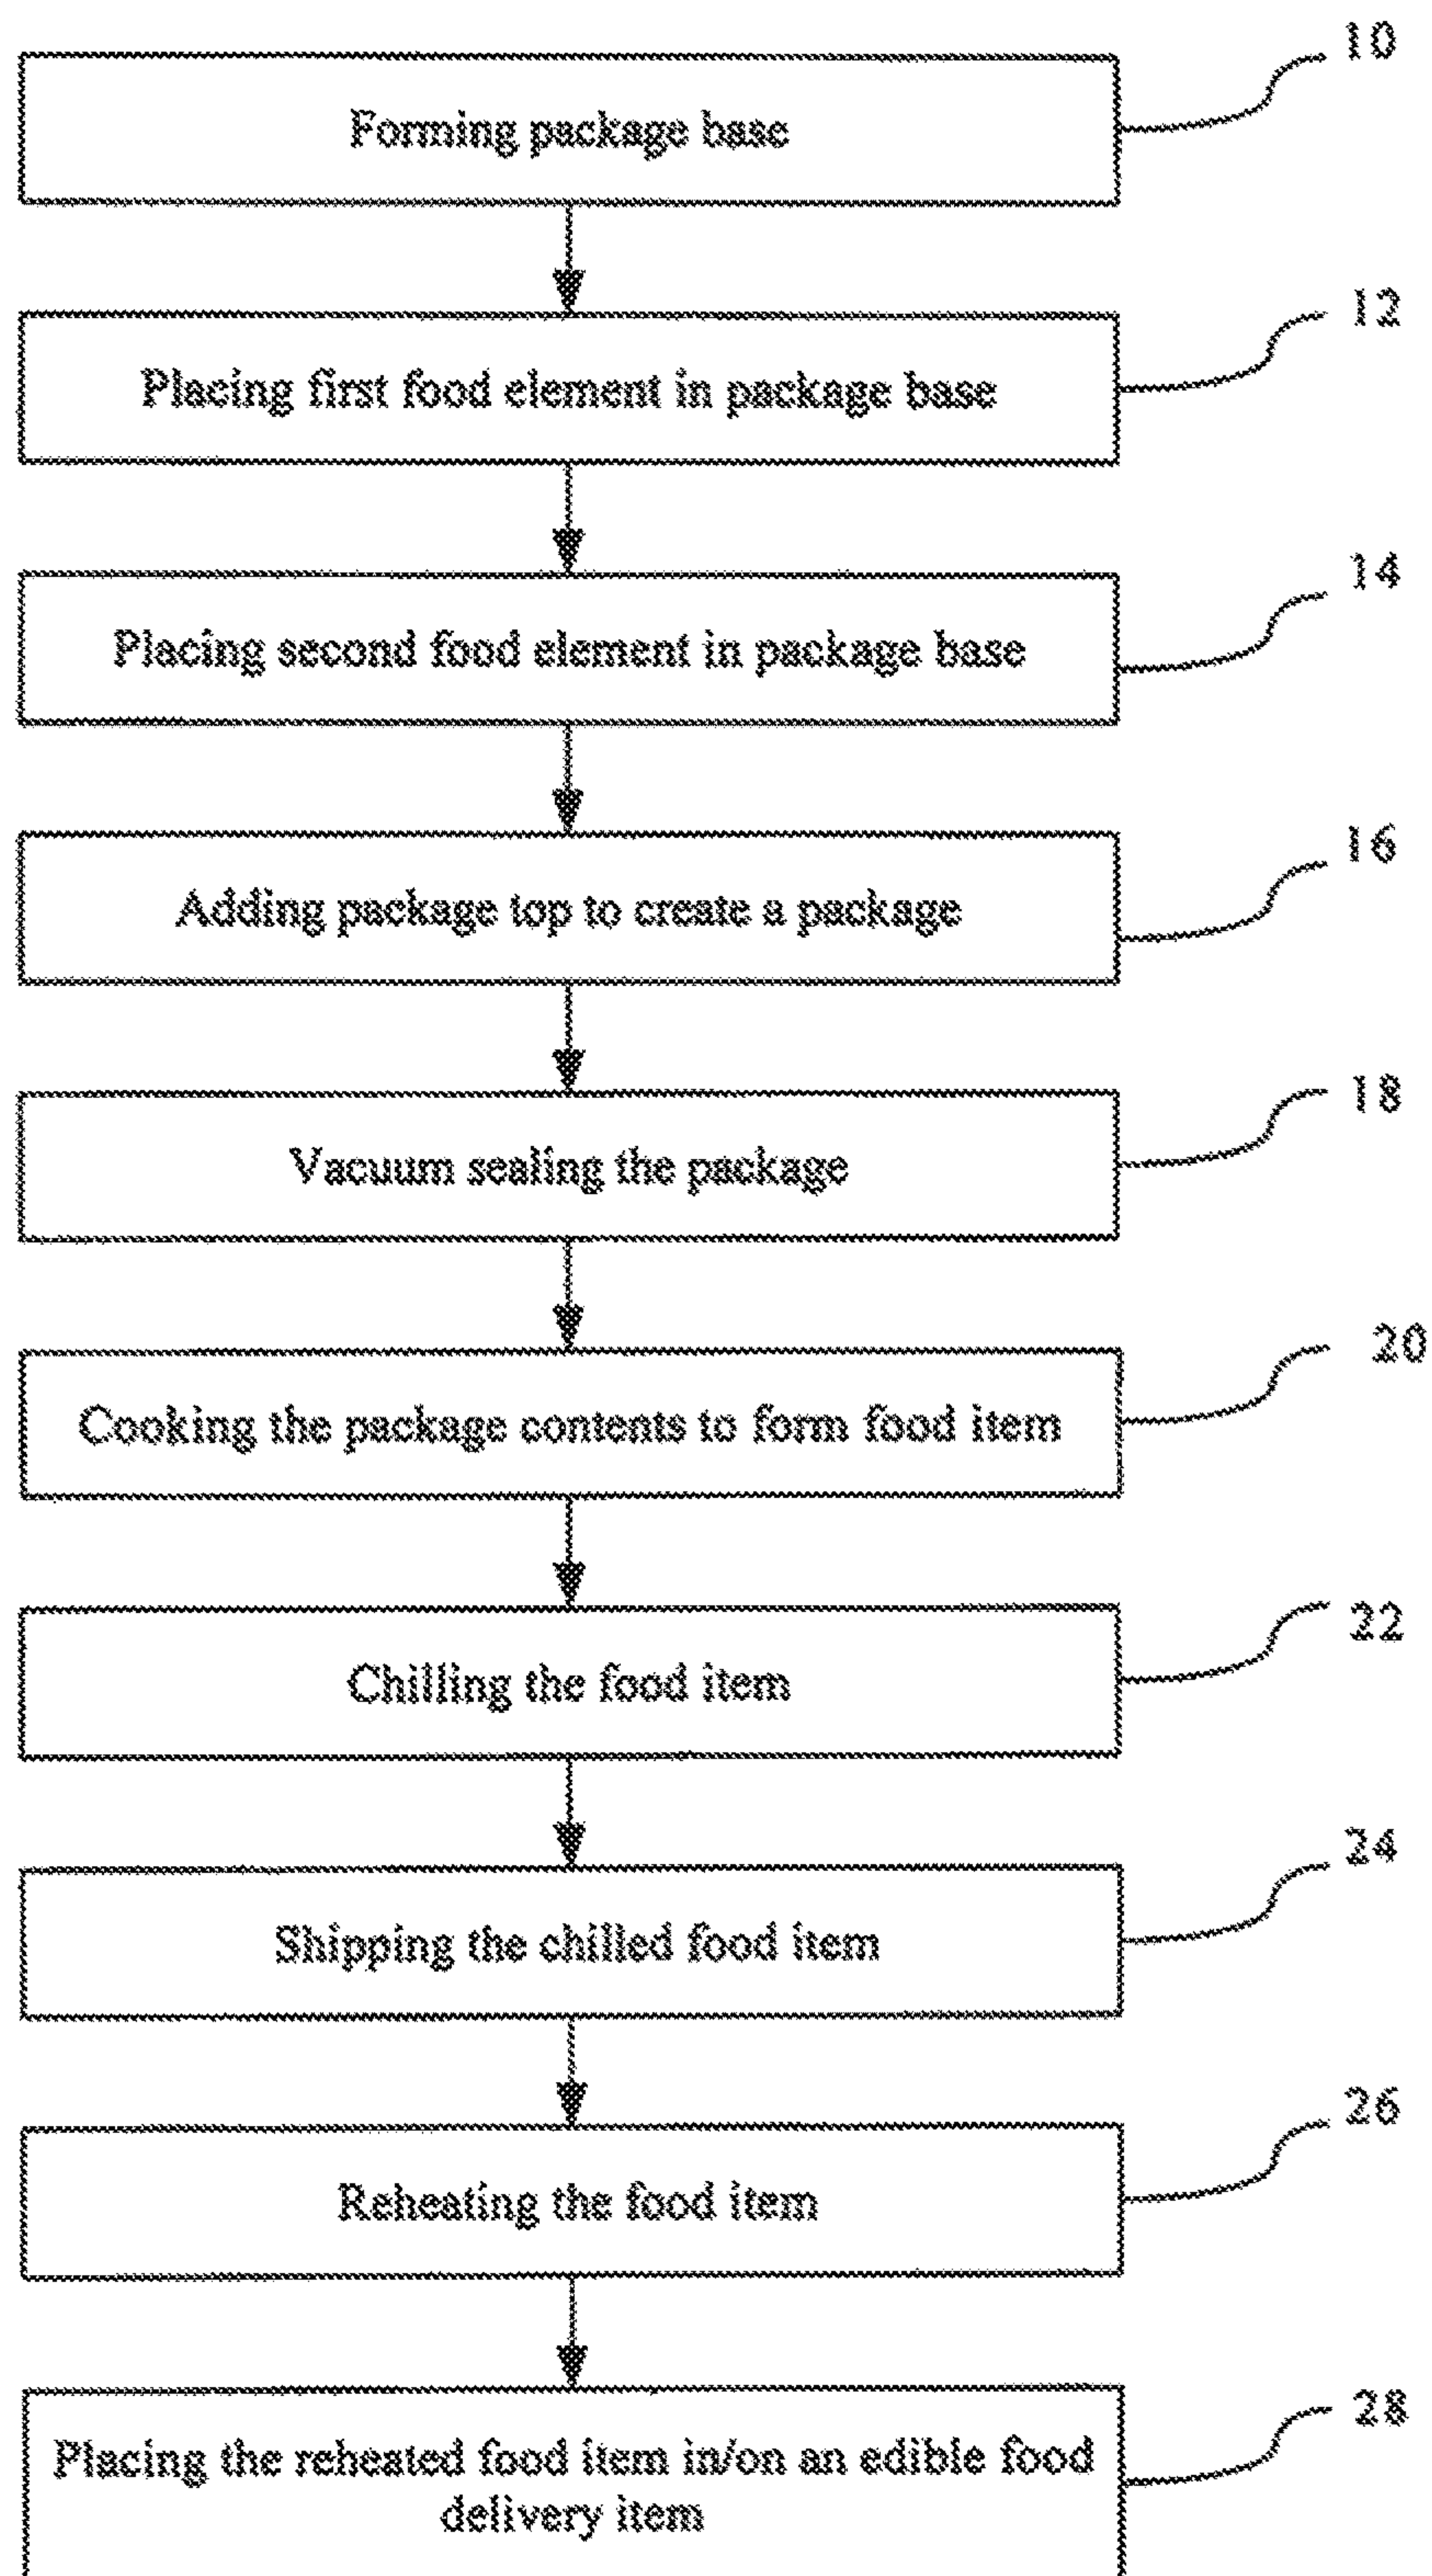 10
Forming package base
12
Placing first food element in package base
14
Placing second food element in package base
16
Adding package top to create a package
18
Vacuum sealing the package
20
Cooking the package contents to form food item
22
Chilling the food item
24
Shipping the chilled food item
26
Reheating the food item
28
Placing the reheated food item in/on an edible food
delivery item